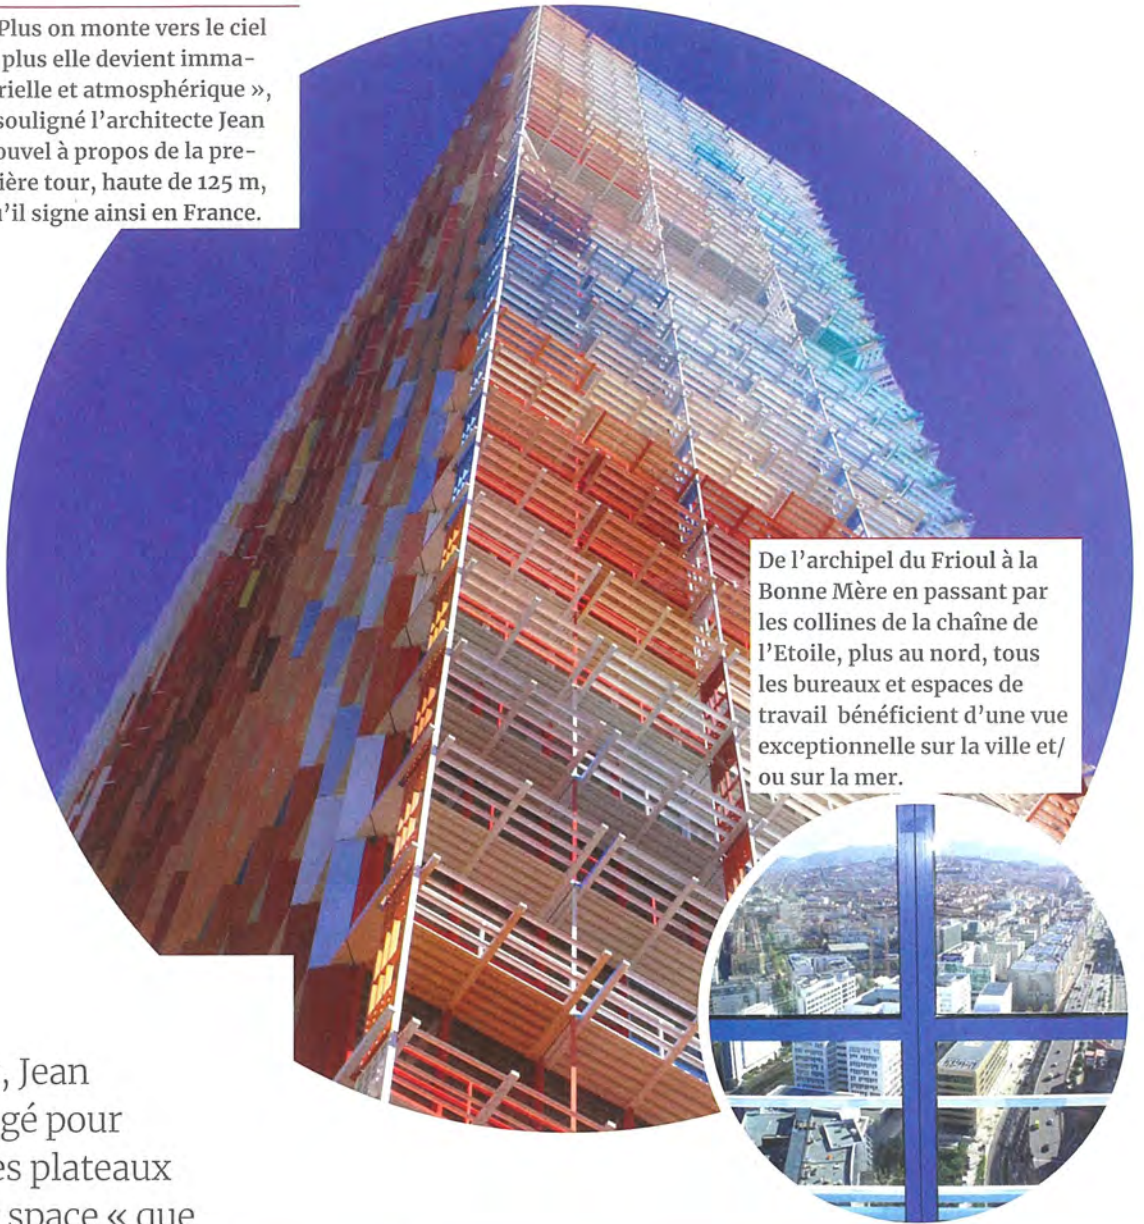 Plus on monte vers le ciel
plus elle devient imma-
rielle et atmosphérique »,
souligné l’architecte Jean
ouvel à propos de la pre-
ière tour, haute de 125 m,
u’il signe ainsi en France.
De l’archipel du Frioul à la
Bonne Mère en passant par
les collines de la chaîne de
l’Etoile, plus au nord, tous
les bureaux et espaces de
travail bénéficient d’une vue
exceptionnelle sur la ville et/
ou sur la mer.
, Jean
gé pour
es plateaux
space « que